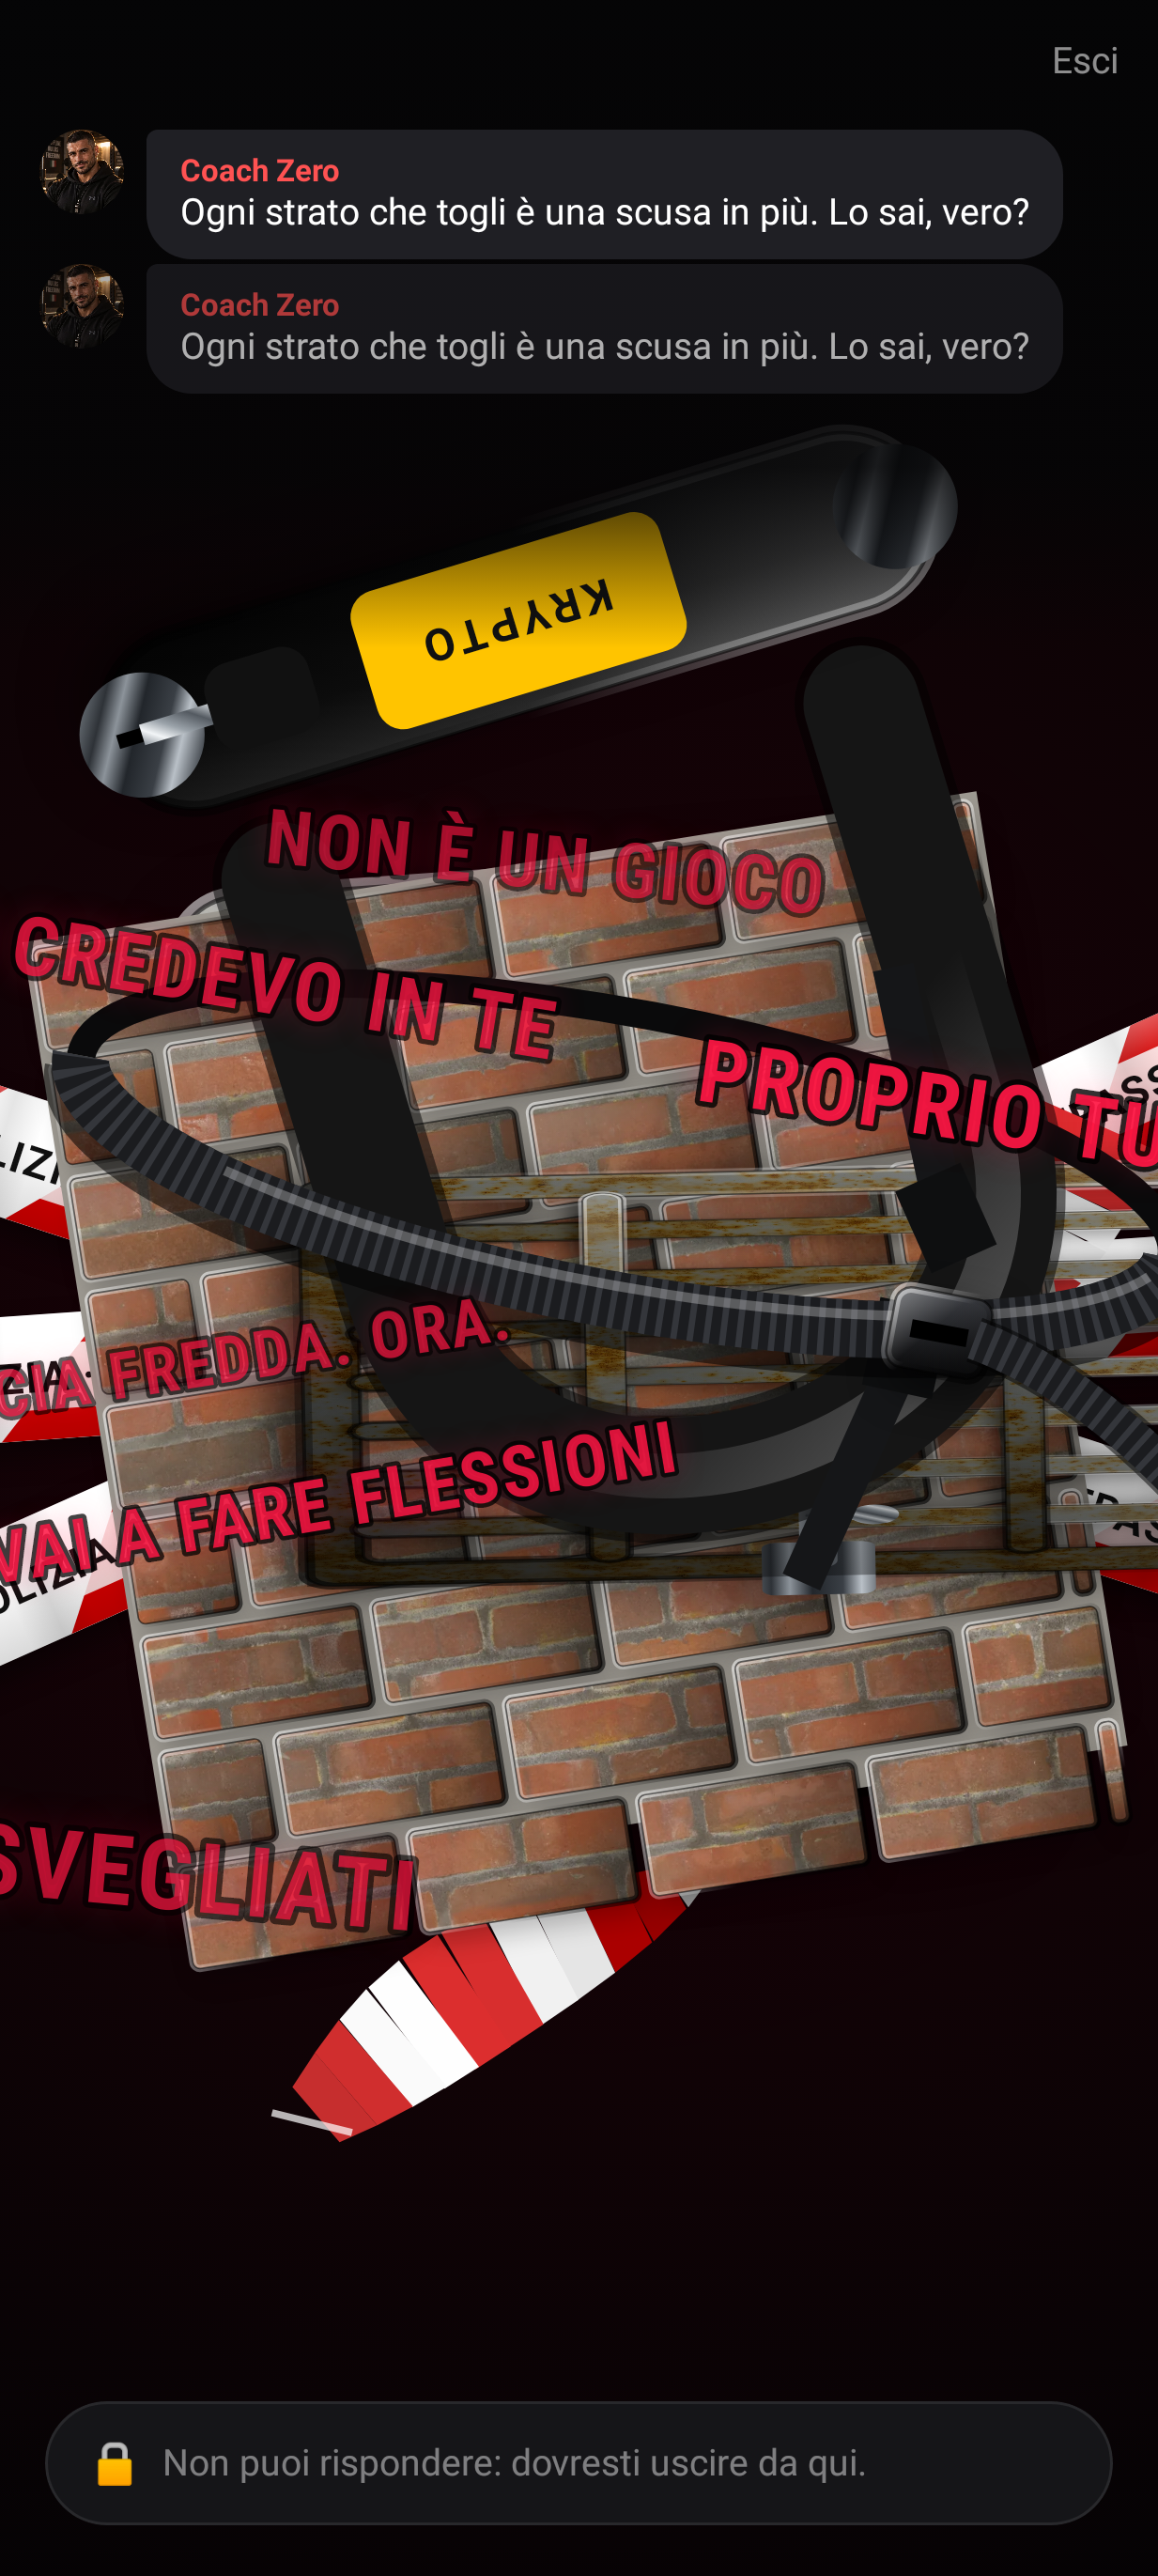 Esci
Coach Zero
Ogni strato che togli è una scusa in più. Lo sai, vero?
Coach Zero
Ogni strato che togli è una scusa in più. Lo sai, vero?
KRYPTO
NON È UN GIOCO
CREDEVO IN TE
PROPRIO TU
FREDDA. ORA.
VAI A FARE FLESSIONI
SVEGLIATI
Non puoi rispondere: dovresti uscire da qui.